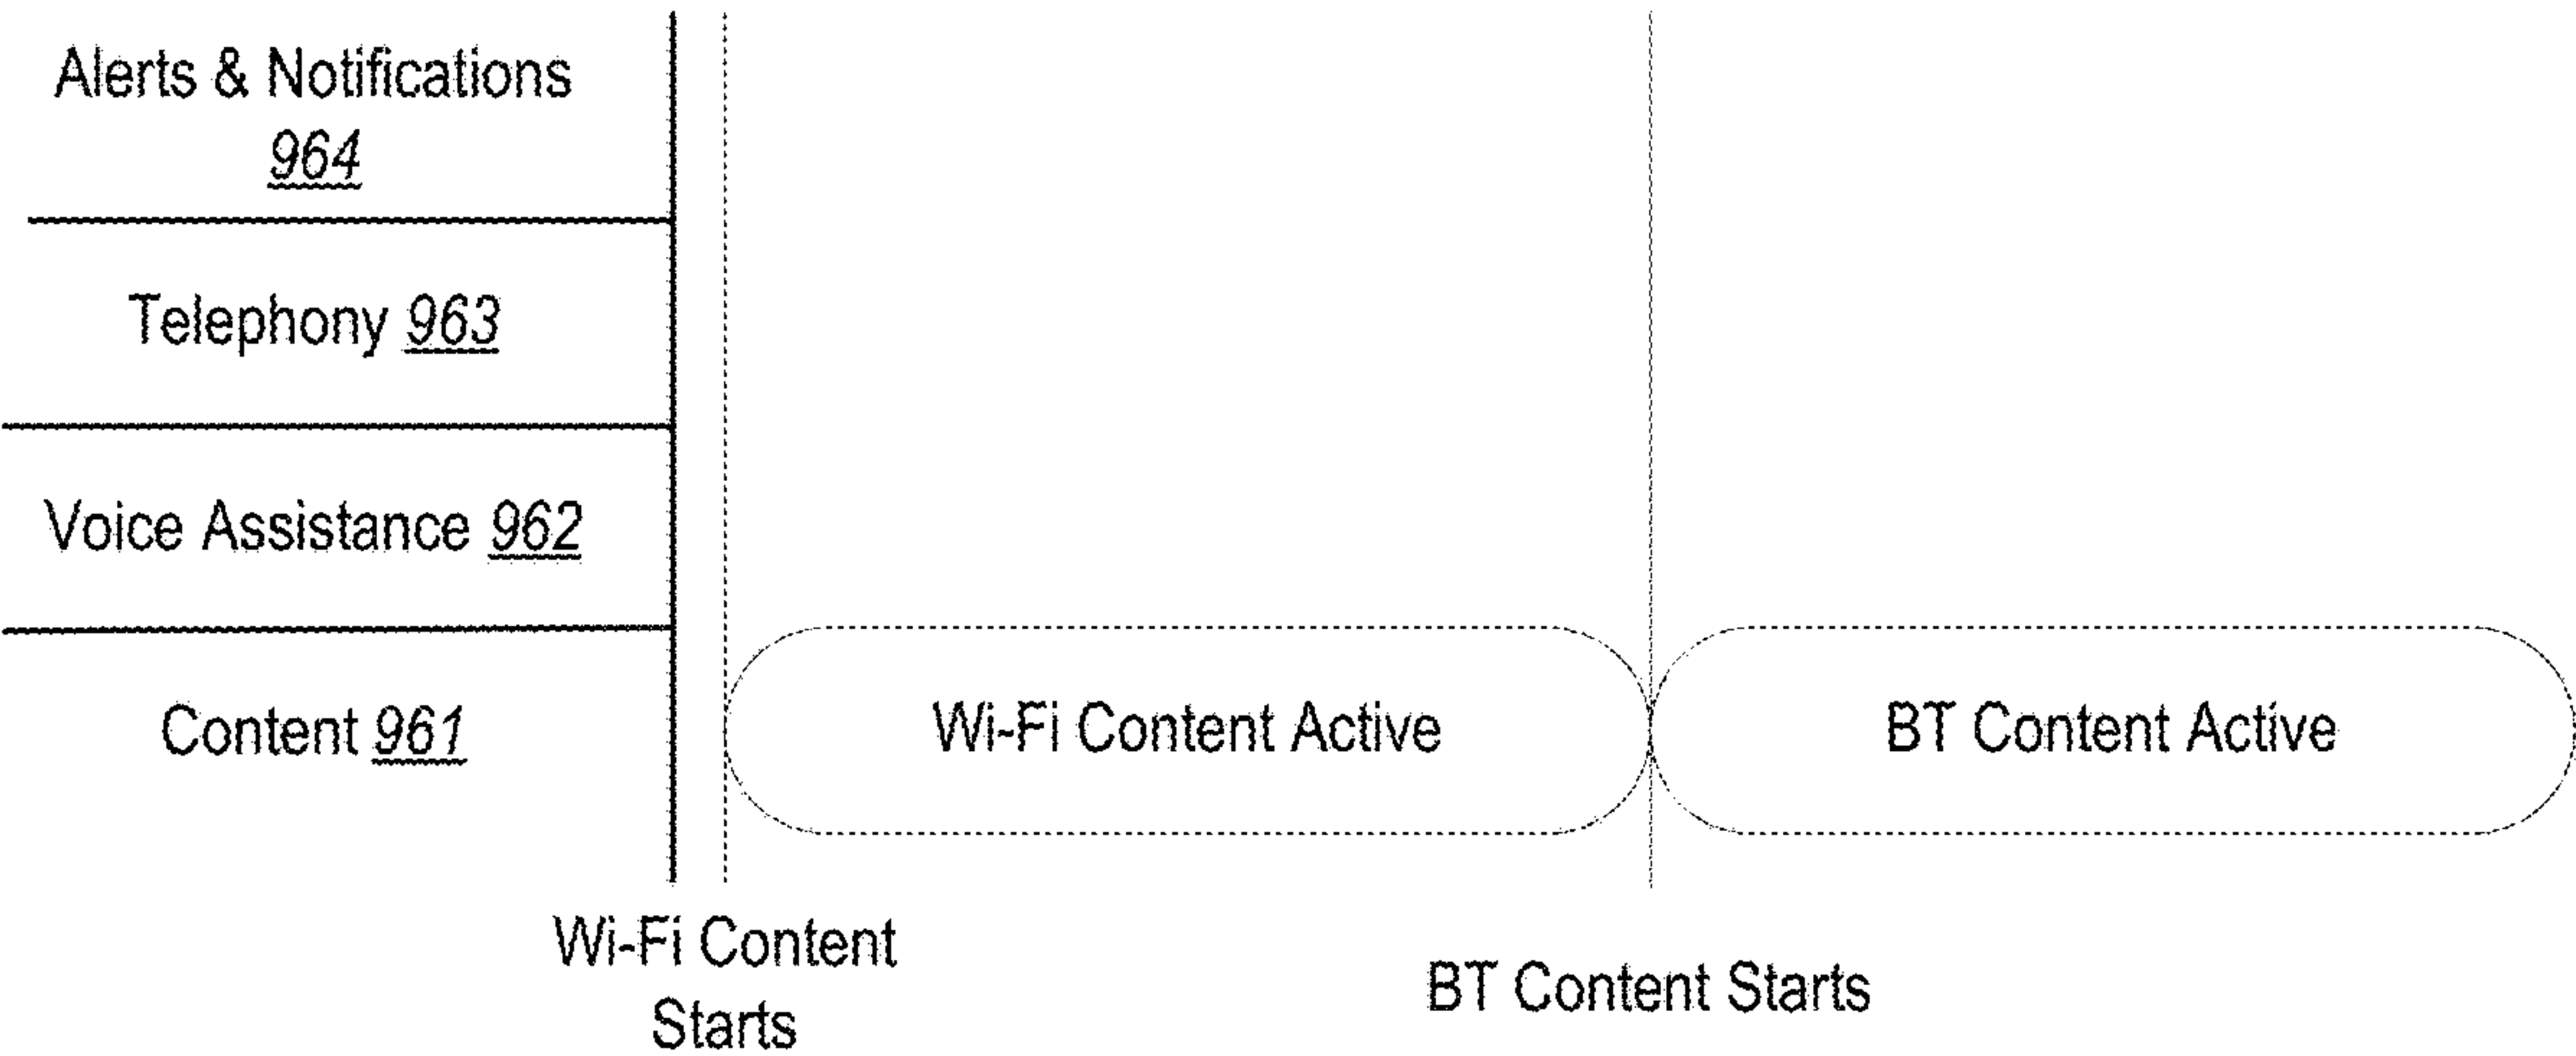 Alerts & Notifications
964
Telephony 963
Voice Assistance 962
Content 961
Wi-Fi Content Active
BT Content Active
Wi-Fi Content
Starts
BT Content Starts